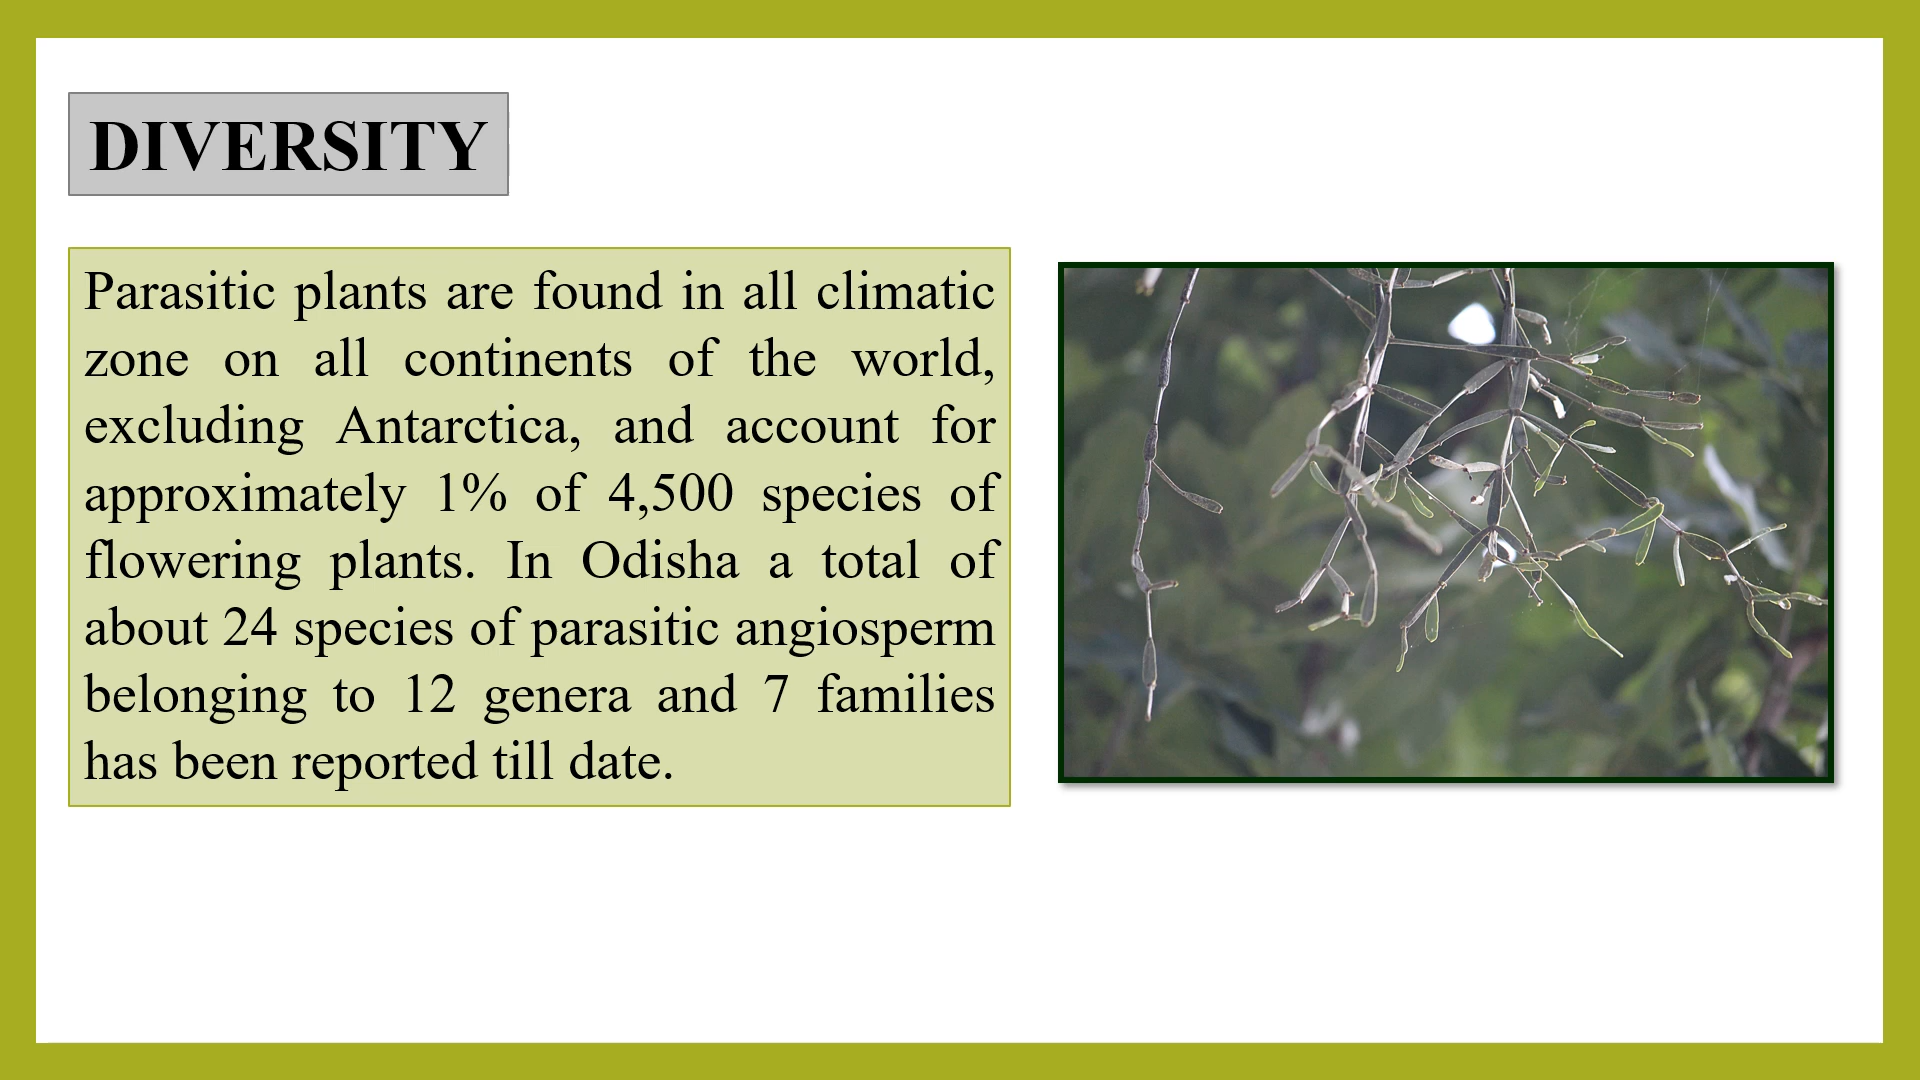 DIVERSITY
Parasitic plants are found in all climatic
zone on all continents of the world,
excluding Antarctica, and account for
approximately 1% of 4,500 species of
flowering plants. In Odisha a total of
about 24 species of parasitic angiosperm
belonging to 12 genera and 7 families
has been reported till date.